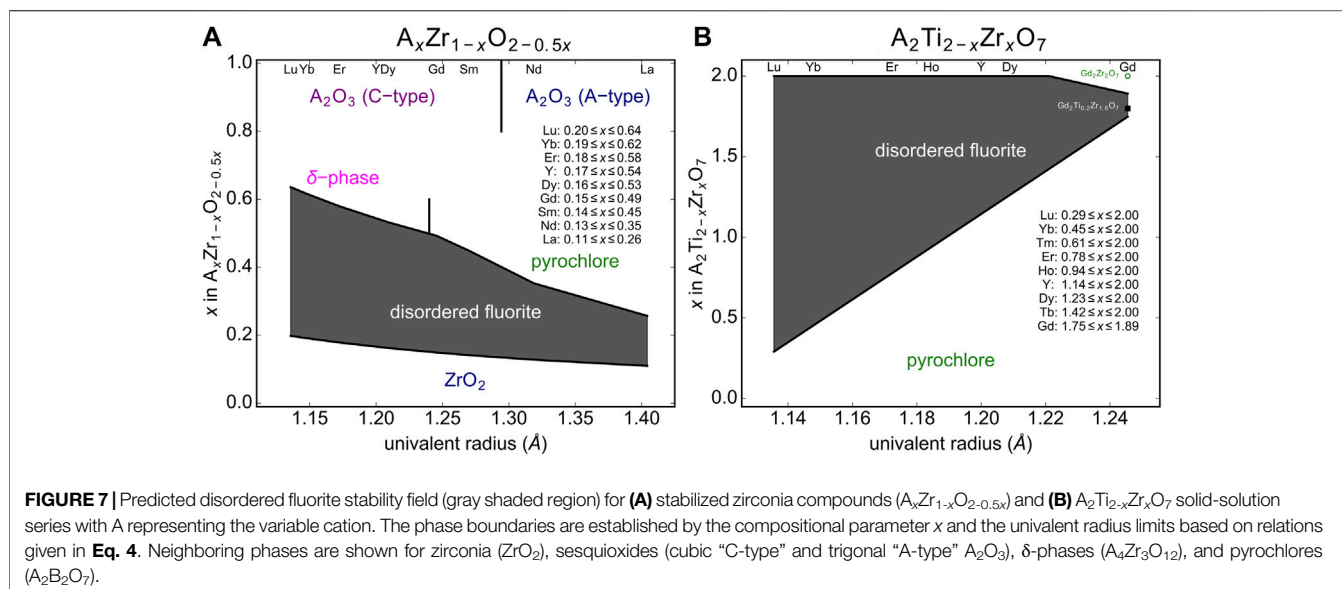 A
AₓZr₁₋ₓO₂₋₀.₅ₓ
Lu Yb Er Y Dy Gd Sm Nd La
A₂O₃ (C−type) A₂O₃ (A−type)
Lu: 0.20 ≤ x ≤ 0.64
Yb: 0.19 ≤ x ≤ 0.62
Er: 0.18 ≤ x ≤ 0.58
Y: 0.17 ≤ x ≤ 0.54
Dy: 0.16 ≤ x ≤ 0.53
Gd: 0.15 ≤ x ≤ 0.49
Sm: 0.14 ≤ x ≤ 0.45
Nd: 0.13 ≤ x ≤ 0.35
La: 0.11 ≤ x ≤ 0.26
δ−phase
pyrochlore
disordered fluorite
ZrO₂
1.0
0.8
0.6
0.4
0.2
0.0
x in AₓZr₁₋ₓO₂₋₀.₅ₓ
1.15 1.20 1.25 1.30 1.35 1.40
univalent radius (Å)
B
A₂Ti₂₋ₓZrₓO₇
Lu Yb Er Ho Y Dy Gd
Gd₂Zr₂O₇
Gd₂Ti₀.₂Zr₁.₈O₇
disordered fluorite
Lu: 0.29 ≤ x ≤ 2.00
Yb: 0.45 ≤ x ≤ 2.00
Tm: 0.61 ≤ x ≤ 2.00
Er: 0.78 ≤ x ≤ 2.00
Ho: 0.94 ≤ x ≤ 2.00
Y: 1.14 ≤ x ≤ 2.00
Dy: 1.23 ≤ x ≤ 2.00
Tb: 1.42 ≤ x ≤ 2.00
Gd: 1.75 ≤ x ≤ 1.89
pyrochlore
2.0
1.5
2.0
0.5
0.0
x in A₂Ti₂₋ₓZrₓO₇
1.14 1.16 1.18 1.20 1.22 1.24
univalent radius (Å)
FIGURE 7 | Predicted disordered fluorite stability field (gray shaded region) for (A) stabilized zirconia compounds (AₓZr₁₋ₓO₂₋₀.₅ₓ) and (B) A₂Ti₂₋ₓZrₓO₇ solid-solution
series with A representing the variable cation. The phase boundaries are established by the compositional parameter x and the univalent radius limits based on relations
given in Eq. 4. Neighboring phases are shown for zirconia (ZrO₂), sesquioxides (cubic “C-type” and trigonal “A-type” A₂O₃), δ-phases (A₄Zr₃O₁₂), and pyrochlores
(A₂B₂O₇).